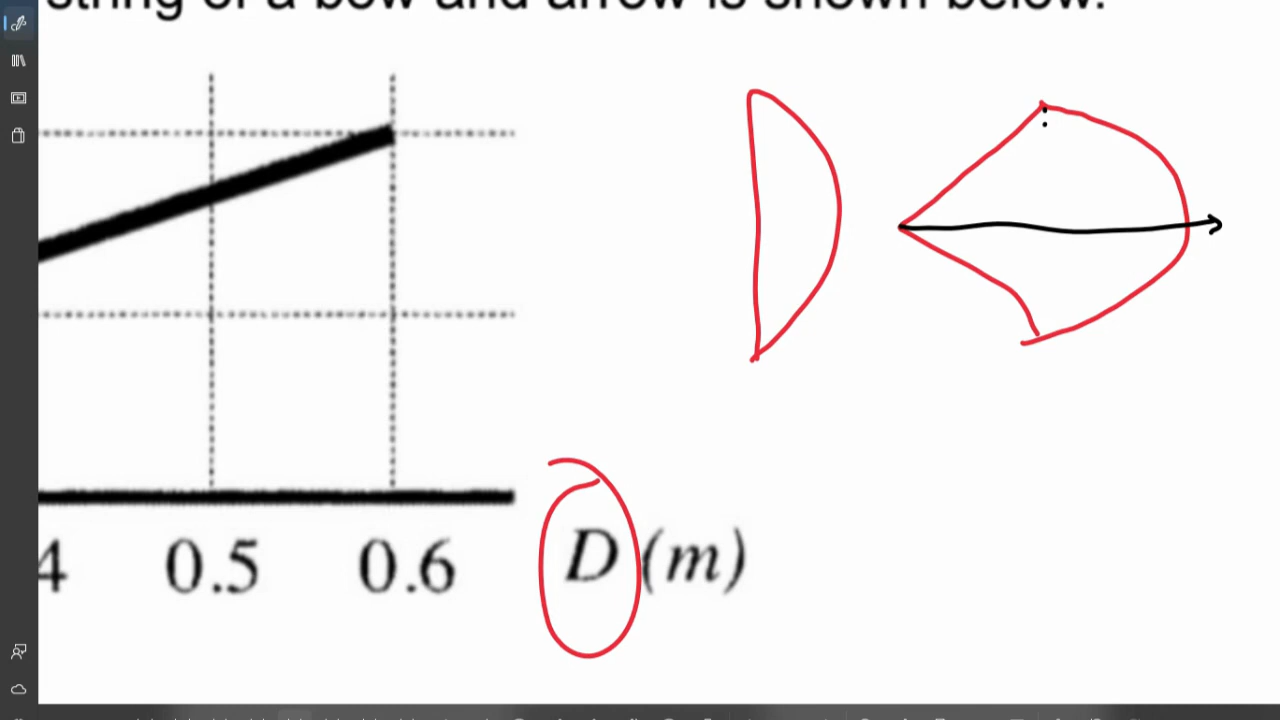 string of a bow and arrow is shown below.
4 0.5 0.6 D (m)